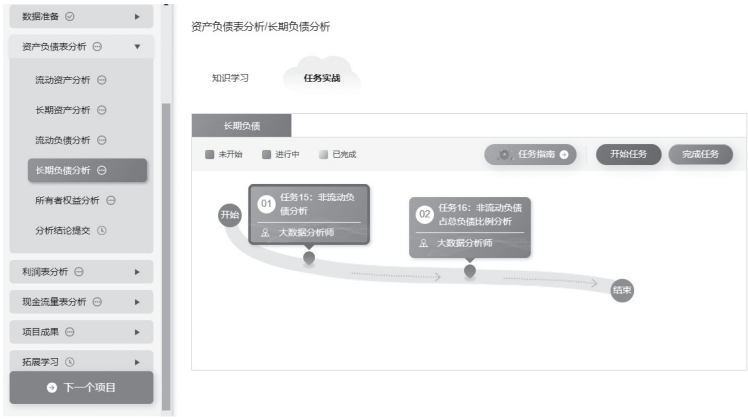 数据准备
资产负债表分析
流动资产分析
长期资产分析
流动负债分析
长期负债分析
所有者权益分析
分析结论提交
利润表分析
现金流量表分析
项目成果
拓展学习
下一个项目
资产负债表分析/长期负债分析
知识学习
任务实战
长期负债
未开始 进行中 已完成
任务指南
开始任务
完成任务
开始
01 任务15：非流动负
债分析
大数据分析师
02 任务16：非流动负债
占总负债比例分析
大数据分析师
结束